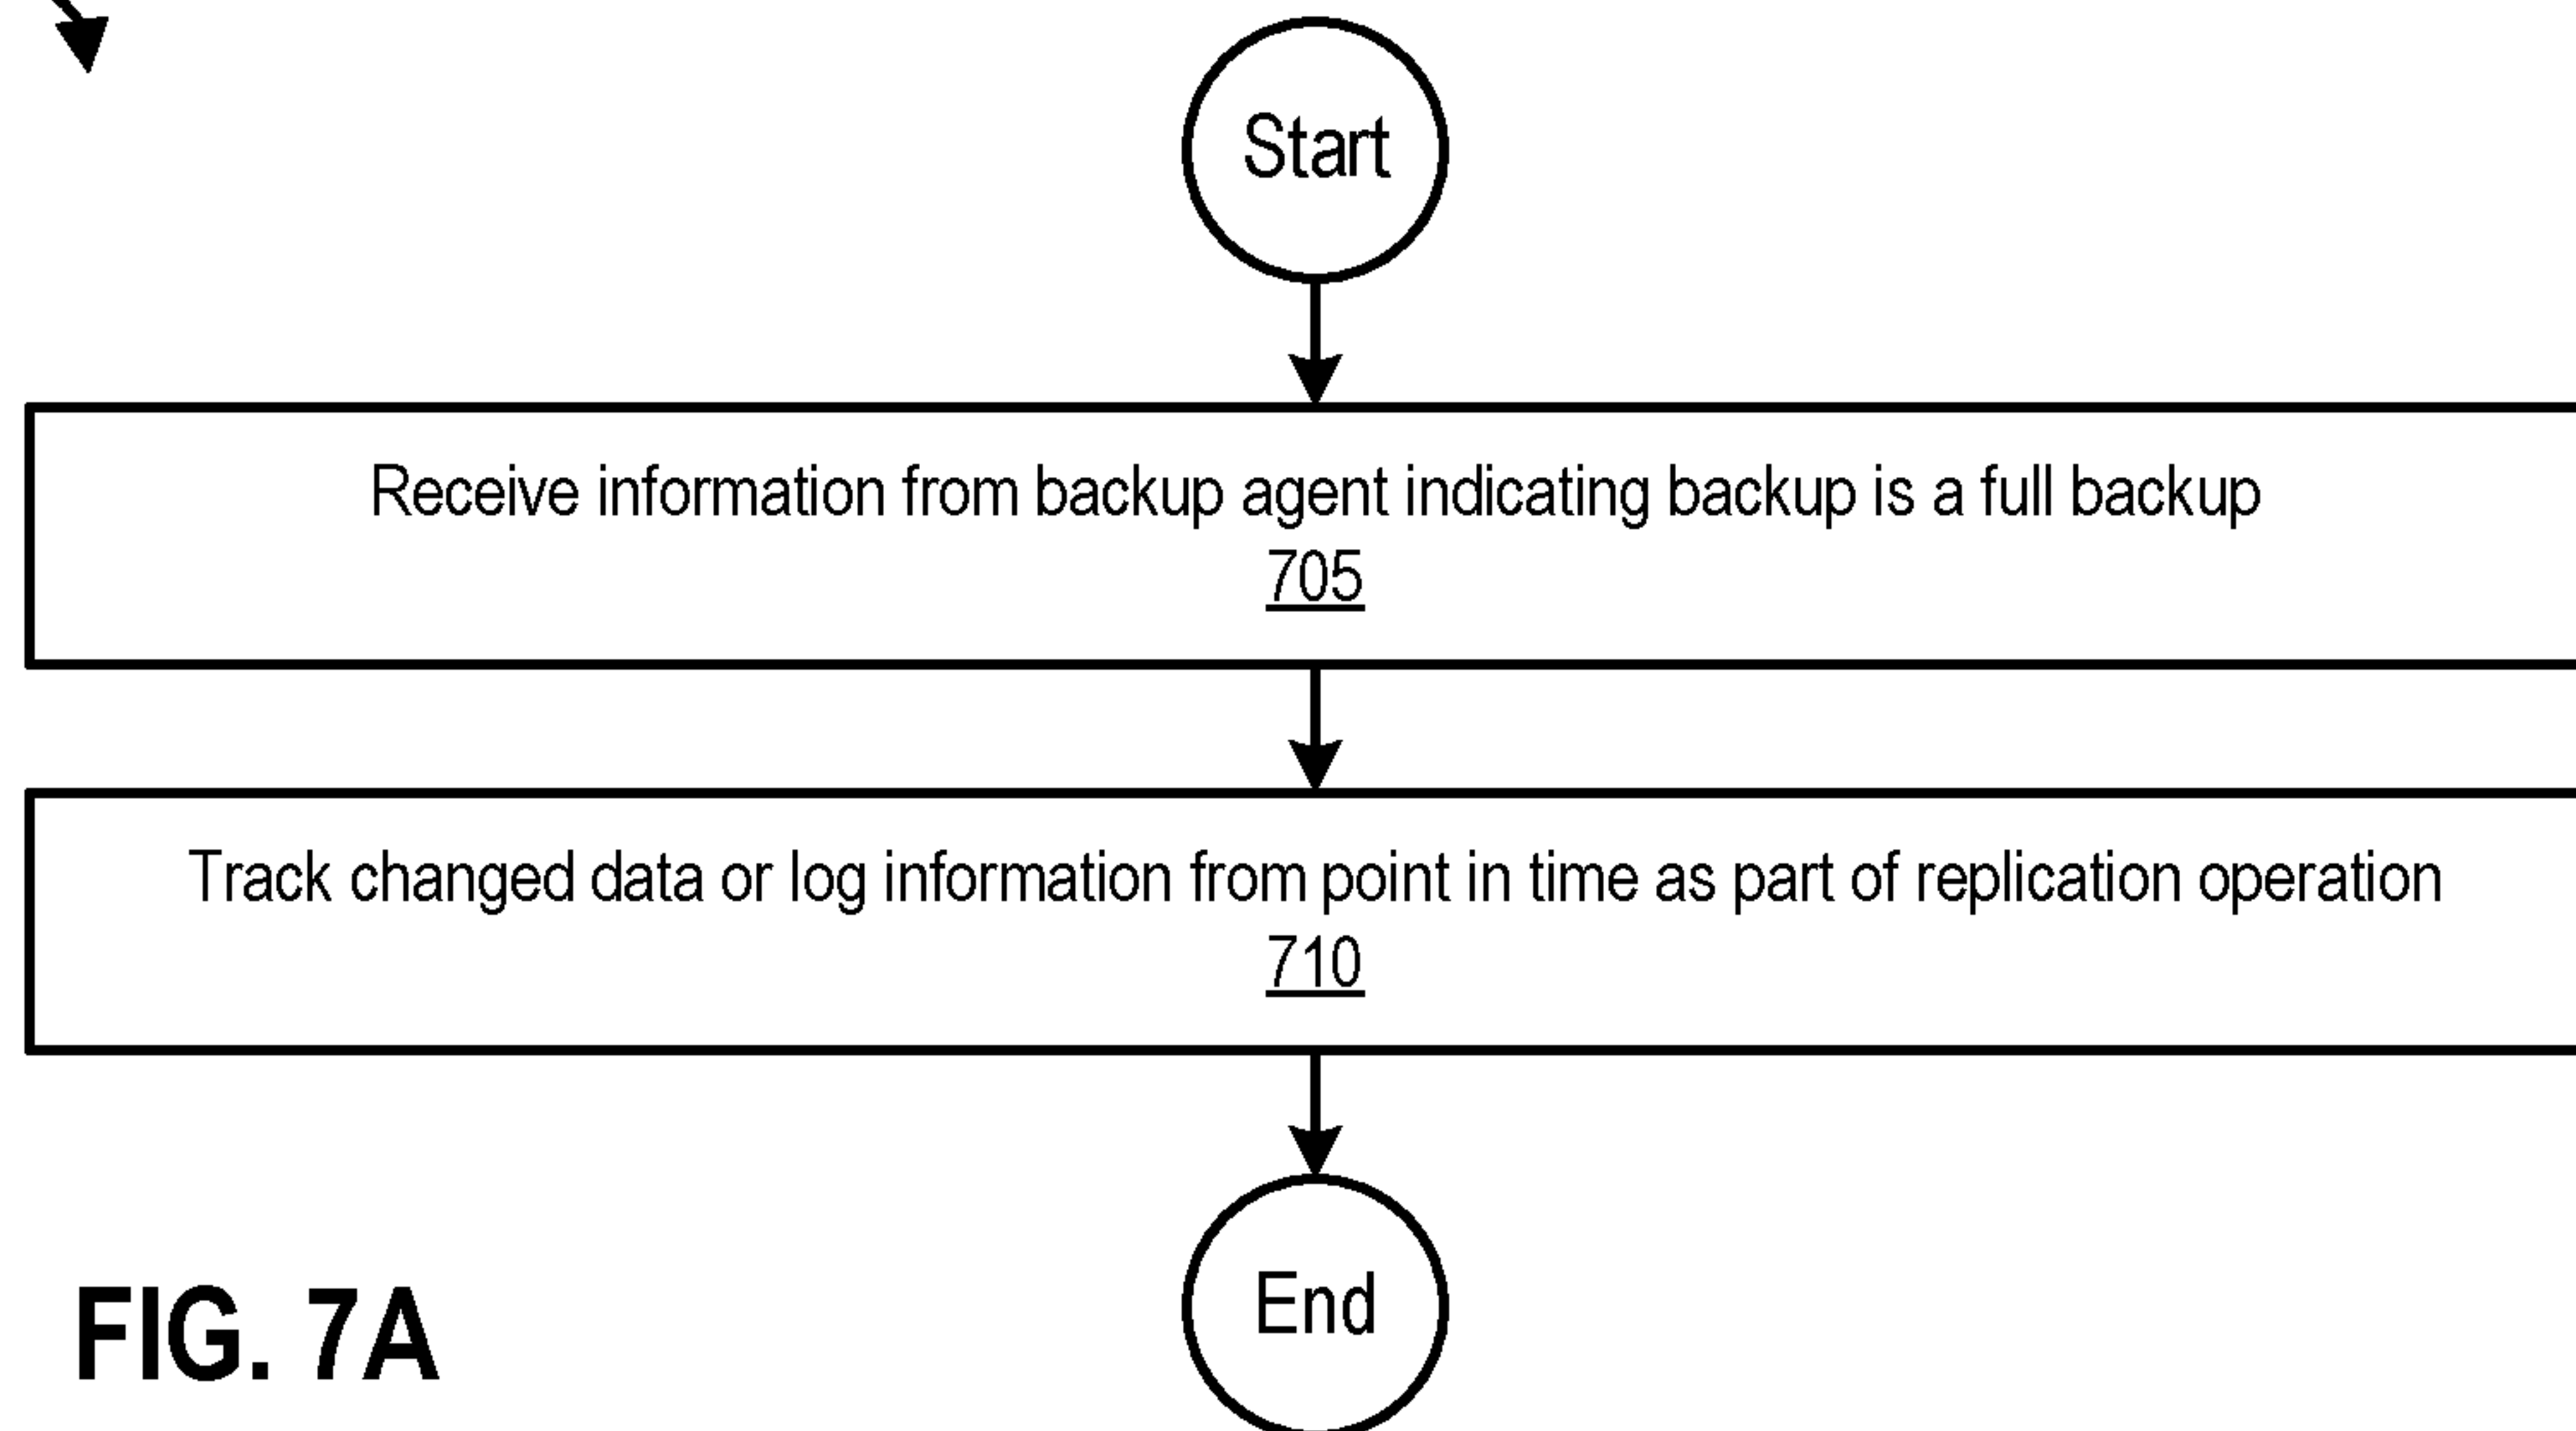 Start
Receive information from backup agent indicating backup is a full backup
705
Track changed data or log information from point in time as part of replication operation
710
End
FIG. 7A